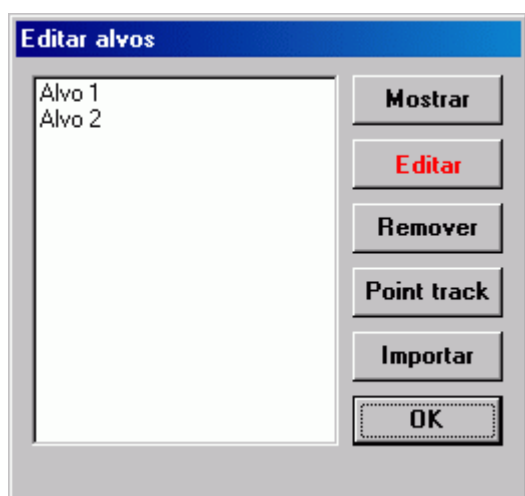 Editar alvos
Alvo 1
Alvo 2
Mostrar
Editar
Remover
Point track
Importar
OK